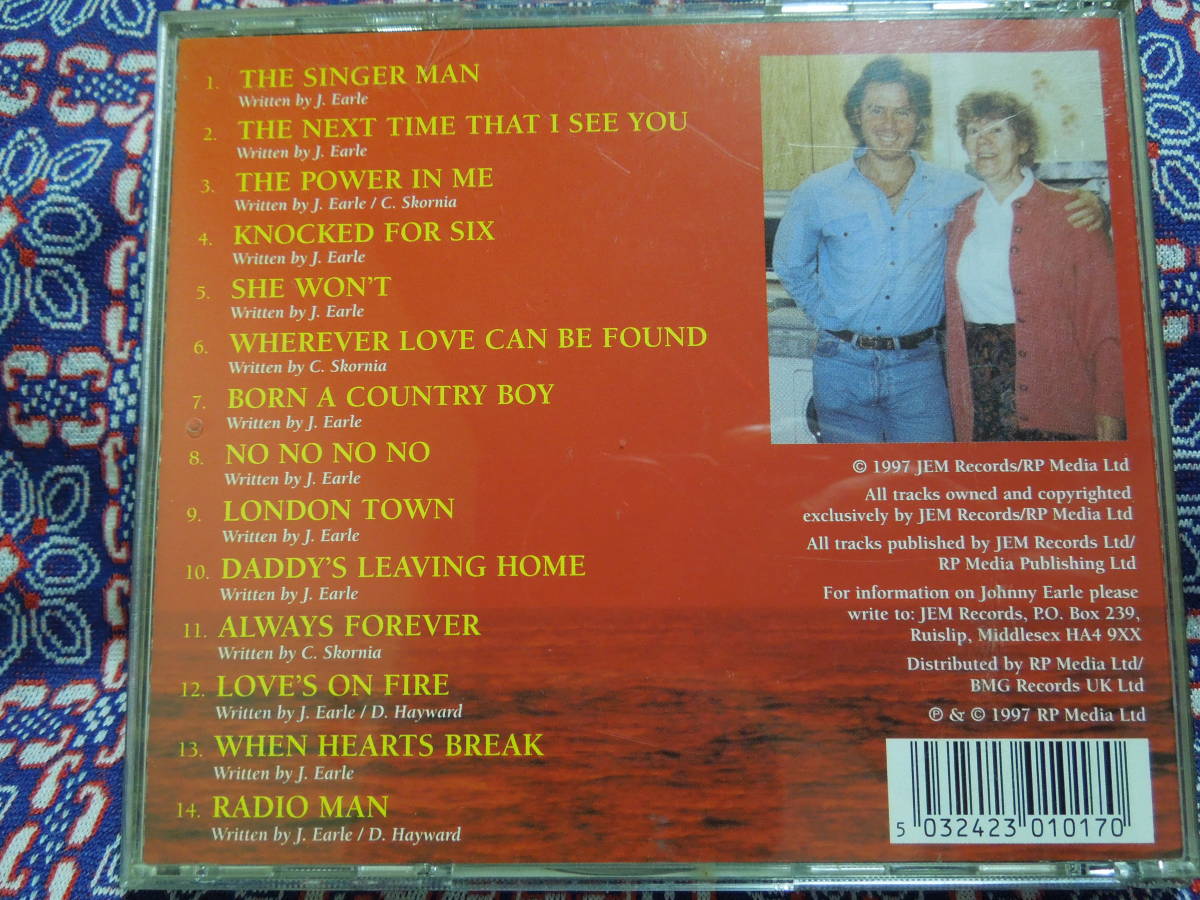 1. THE SINGER MAN
Written by J. Earle
2. THE NEXT TIME THAT I SEE YOU
Written by J. Earle
3. THE POWER IN ME
Written by J. Earle / C. Skornia
4. KNOCKED FOR SIX
Written by J. Earle
5. SHE WON'T
Written by J. Earle
6. WHEREVER LOVE CAN BE FOUND
Written by C. Skornia
7. BORN A COUNTRY BOY
Written by J. Earle
8. NO NO NO NO
Written by J. Earle
9. LONDON TOWN
Written by J. Earle
10. DADDY'S LEAVING HOME
Written by J. Earle
11. ALWAYS FOREVER
Written by C. Skornia
12. LOVE'S ON FIRE
Written by J. Earle / D. Hayward
13. WHEN HEARTS BREAK
Written by J. Earle
14. RADIO MAN
Written by J. Earle / D. Hayward
© 1997 JEM Records/RP Media Ltd
All tracks owned and copyrighted
exclusively by JEM Records/RP Media Ltd
All tracks published by JEM Records Ltd/
RP Media Publishing Ltd
For information on Johnny Earle please
write to: JEM Records, P.O. Box 239,
Ruislip, Middlesex HA4 9XX
Distributed by RP Media Ltd/
BMG Records UK Ltd
℗ & © 1997 RP Media Ltd
5 032423 010170